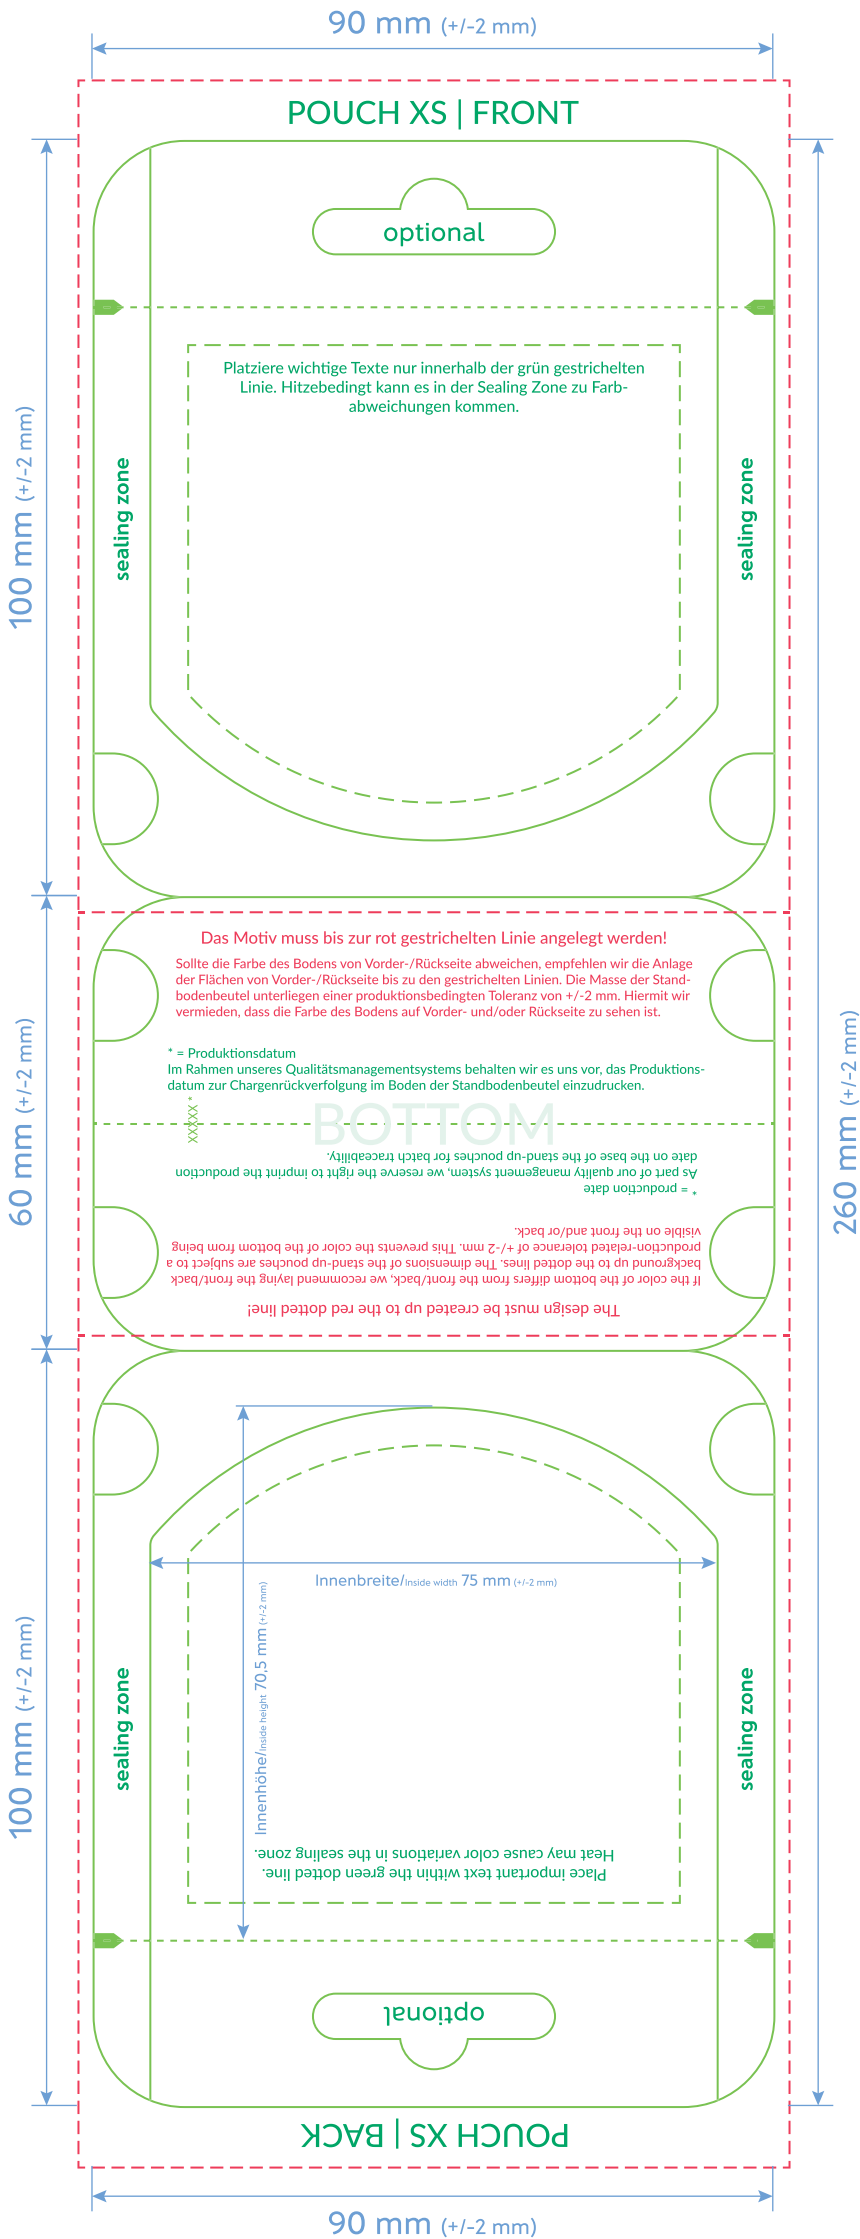 90 mm (+/-2 mm)
POUCH XS | FRONT
optional
Platziere wichtige Texte nur innerhalb der grün gestrichelten
Linie. Hitzebedingt kann es in der Sealing Zone zu Farb-
abweichungen kommen.
100 mm (+/-2 mm)
sealing zone
sealing zone
Das Motiv muss bis zur rot gestrichelten Linie angelegt werden!
Sollte die Farbe des Bodens von Vorder-/Rückseite abweichen, empfehlen wir die Anlage
der Flächen von Vorder-/Rückseite bis zu den gestrichelten Linien. Die Masse der Stand-
bodenbeutel unterliegen einer produktionsbedingten Toleranz von +/-2 mm. Hiermit wir
vermieden, dass die Farbe des Bodens auf Vorder- und/oder Rückseite zu sehen ist.
* = Produktionsdatum
Im Rahmen unseres Qualitätsmanagementsystems behalten wir es uns vor, das Produktions-
datum zur Chargenrückverfolgung im Boden der Standbodenbeutel einzudrucken.
XXXXX *
BOTTOM
60 mm (+/-2 mm)
260 mm (+/-2 mm)
* = production date
As part of our quality management system, we reserve the right to imprint the production
date on the base of the stand-up pouches for batch traceability.
The design must be created up to the red dotted line!
If the color of the bottom differs from the front/back, we recommend laying the front/back
background up to the dotted lines. The dimensions of the stand-up pouches are subject to a
production-related tolerance of +/-2 mm. This prevents the color of the bottom from being
visible on the front and/or back.
Innenbreite/Inside width 75 mm (+/-2 mm)
Innenhöhe/Inside height 70,5 mm (+/-2 mm)
100 mm (+/-2 mm)
sealing zone
sealing zone
Place important text within the green dotted line.
Heat may cause color variations in the sealing zone.
optional
POUCH XS | BACK
90 mm (+/-2 mm)